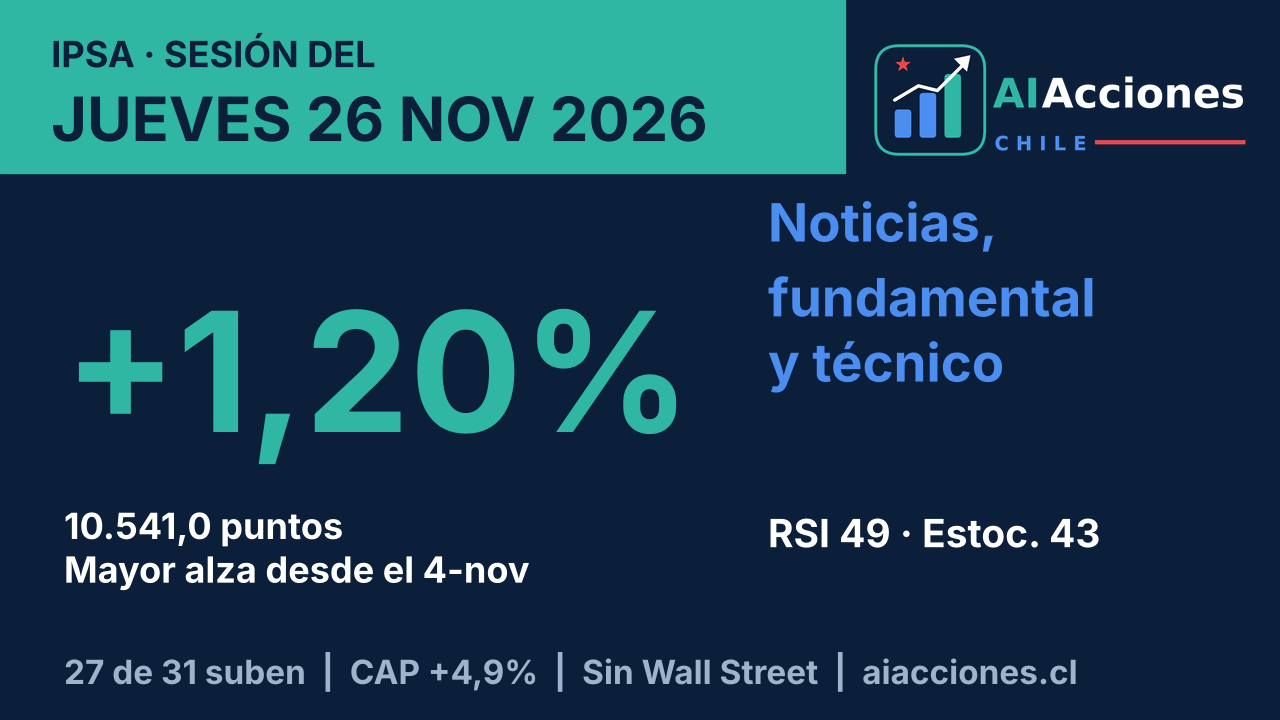 IPSA · SESIÓN DEL
JUEVES 26 NOV 2026
AIAcciones
CHILE
Noticias,
fundamental
y técnico
+1,20%
10.541,0 puntos
Mayor alza desde el 4-nov
RSI 49 · Estoc. 43
27 de 31 suben | CAP +4,9% | Sin Wall Street | aiacciones.cl